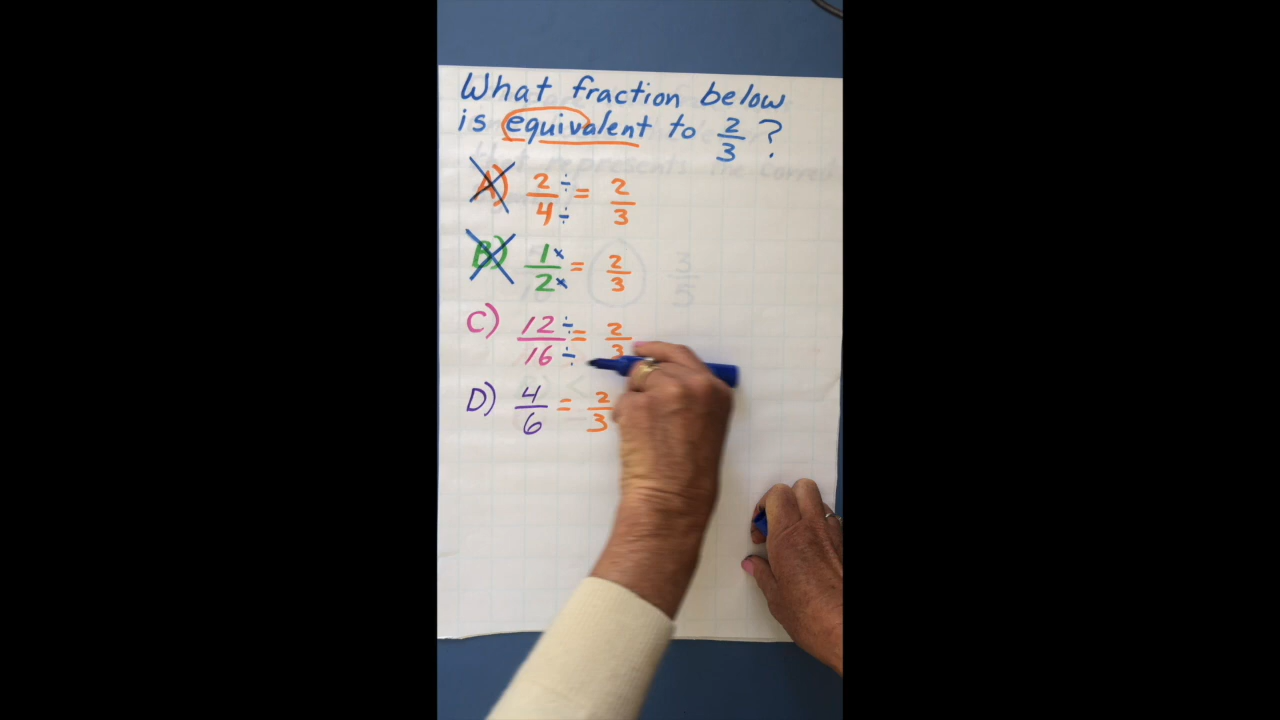 What fraction below
is equivalent to 2/3 ?
A) 2/4 ÷ ÷ = 2/3
B) 1/2 × × = 2/3
C) 12/16 ÷ ÷ = 2/3
D) 4/6 = 2/3